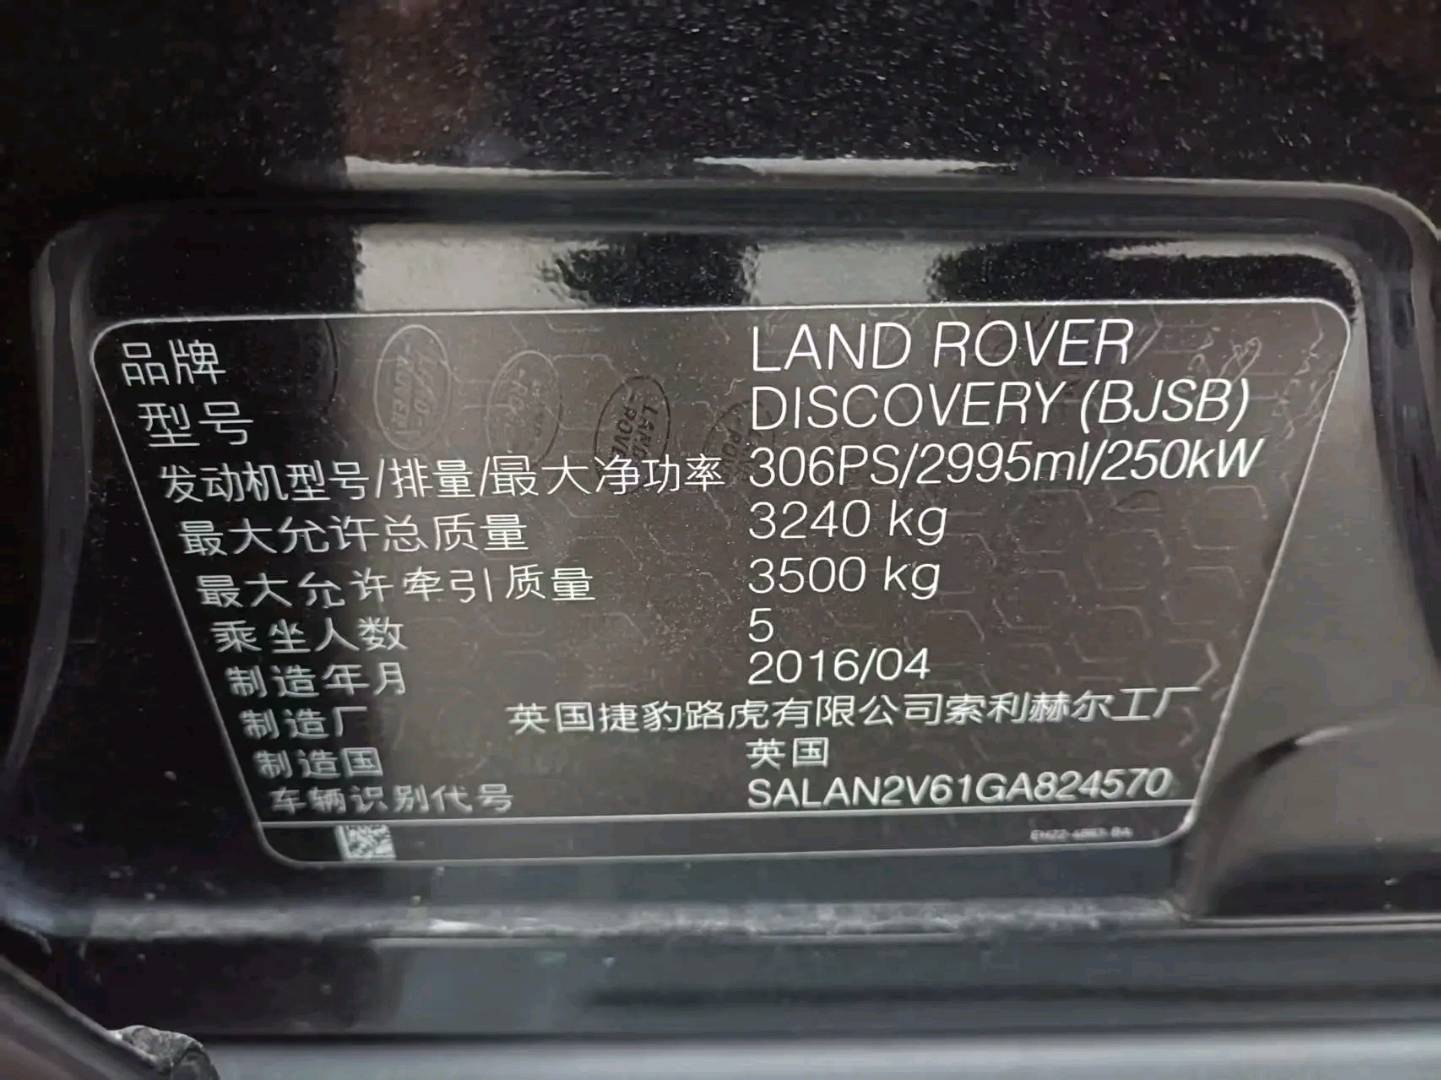 品牌 LAND ROVER
型号 DISCOVERY (BJSB)
发动机型号/排量/最大净功率 306PS/2995ml/250kW
最大允许总质量 3240 kg
最大允许牵引质量 3500 kg
乘坐人数 5
制造年月 2016/04
制造厂 英国捷豹路虎有限公司索利赫尔工厂
制造国 英国
车辆识别代号 SALAN2V61GA824570